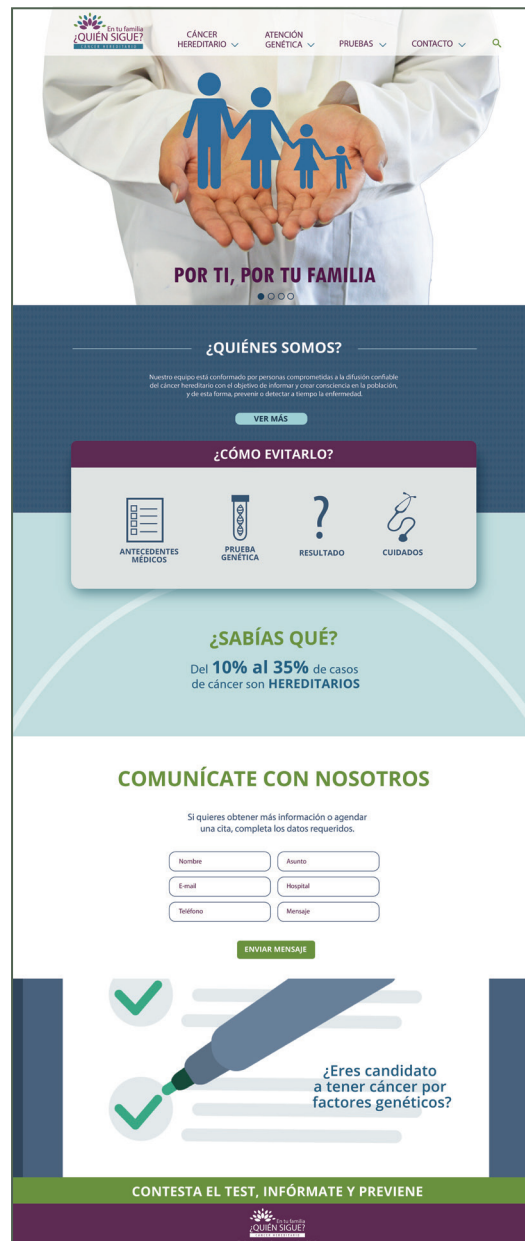 En tu familia
¿QUIÉN SIGUE?
CÁNCER HEREDITARIO
CÁNCER
HEREDITARIO
ATENCIÓN
GENÉTICA
PRUEBAS
CONTACTO
POR TI, POR TU FAMILIA
¿QUIÉNES SOMOS?
Nuestro equipo está conformado por personas comprometidas a la difusión confiable
del cáncer hereditario con el objetivo de informar y crear consciencia en la población,
y de esta forma, prevenir o detectar a tiempo la enfermedad.
VER MÁS
¿CÓMO EVITARLO?
ANTECEDENTES
MÉDICOS
PRUEBA
GENÉTICA
RESULTADO
CUIDADOS
¿SABÍAS QUÉ?
Del 10% al 35% de casos
de cáncer son HEREDITARIOS
COMUNÍCATE CON NOSOTROS
Si quieres obtener más información o agendar
una cita, completa los datos requeridos.
Nombre
Asunto
E-mail
Hospital
Teléfono
Mensaje
ENVIAR MENSAJE
¿Eres candidato
a tener cáncer por
factores genéticos?
CONTESTA EL TEST, INFÓRMATE Y PREVIENE
En tu familia
¿QUIÉN SIGUE?
CÁNCER HEREDITARIO